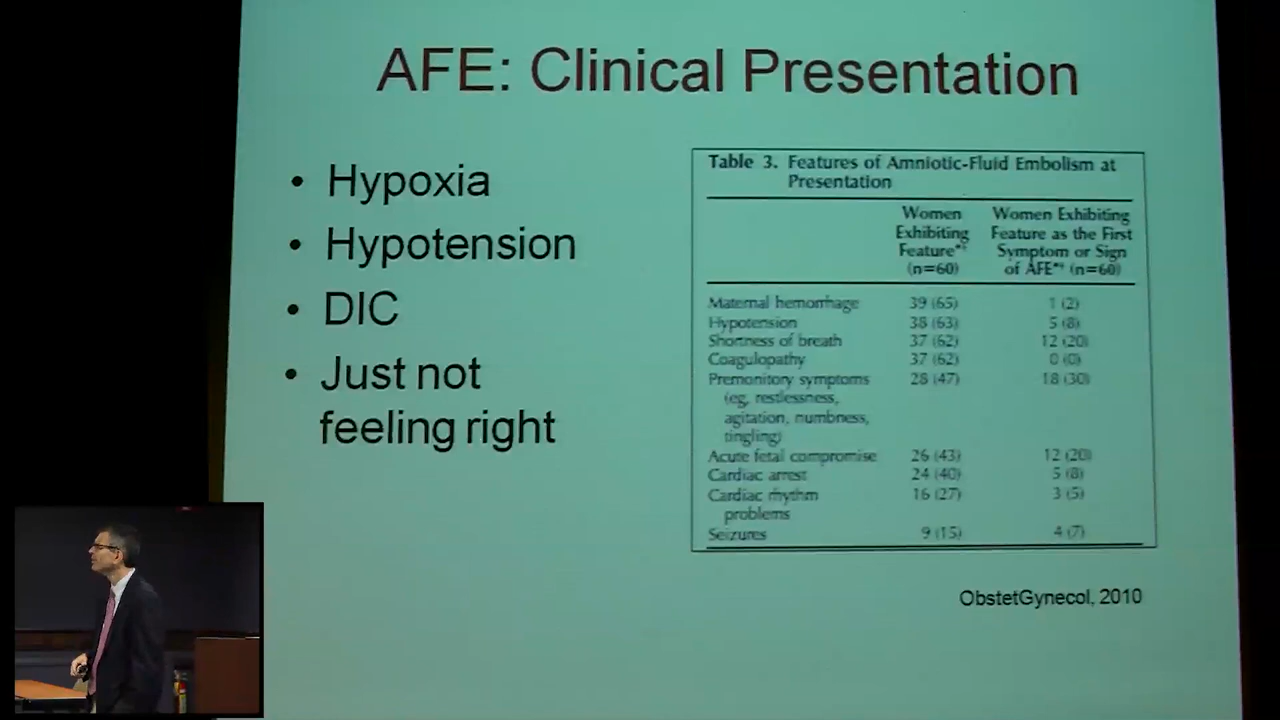 AFE: Clinical Presentation
• Hypoxia
• Hypotension
• DIC
• Just not
feeling right
Table 3. Features of Amniotic-Fluid Embolism at
Presentation
Women
Exhibiting
Feature*†
(n=60)
Women Exhibiting
Feature as the First
Symptom or Sign
of AFE*‡ (n=60)
Maternal hemorrhage 39 (65) 1 (2)
Hypotension 38 (63) 5 (8)
Shortness of breath 37 (62) 12 (20)
Coagulopathy 37 (62) 0 (0)
Premonitory symptoms 28 (47) 18 (30)
(eg, restlessness,
agitation, numbness,
tingling)
Acute fetal compromise 26 (43) 12 (20)
Cardiac arrest 24 (40) 5 (8)
Cardiac rhythm 16 (27) 3 (5)
problems
Seizures 9 (15) 4 (7)
ObstetGynecol, 2010